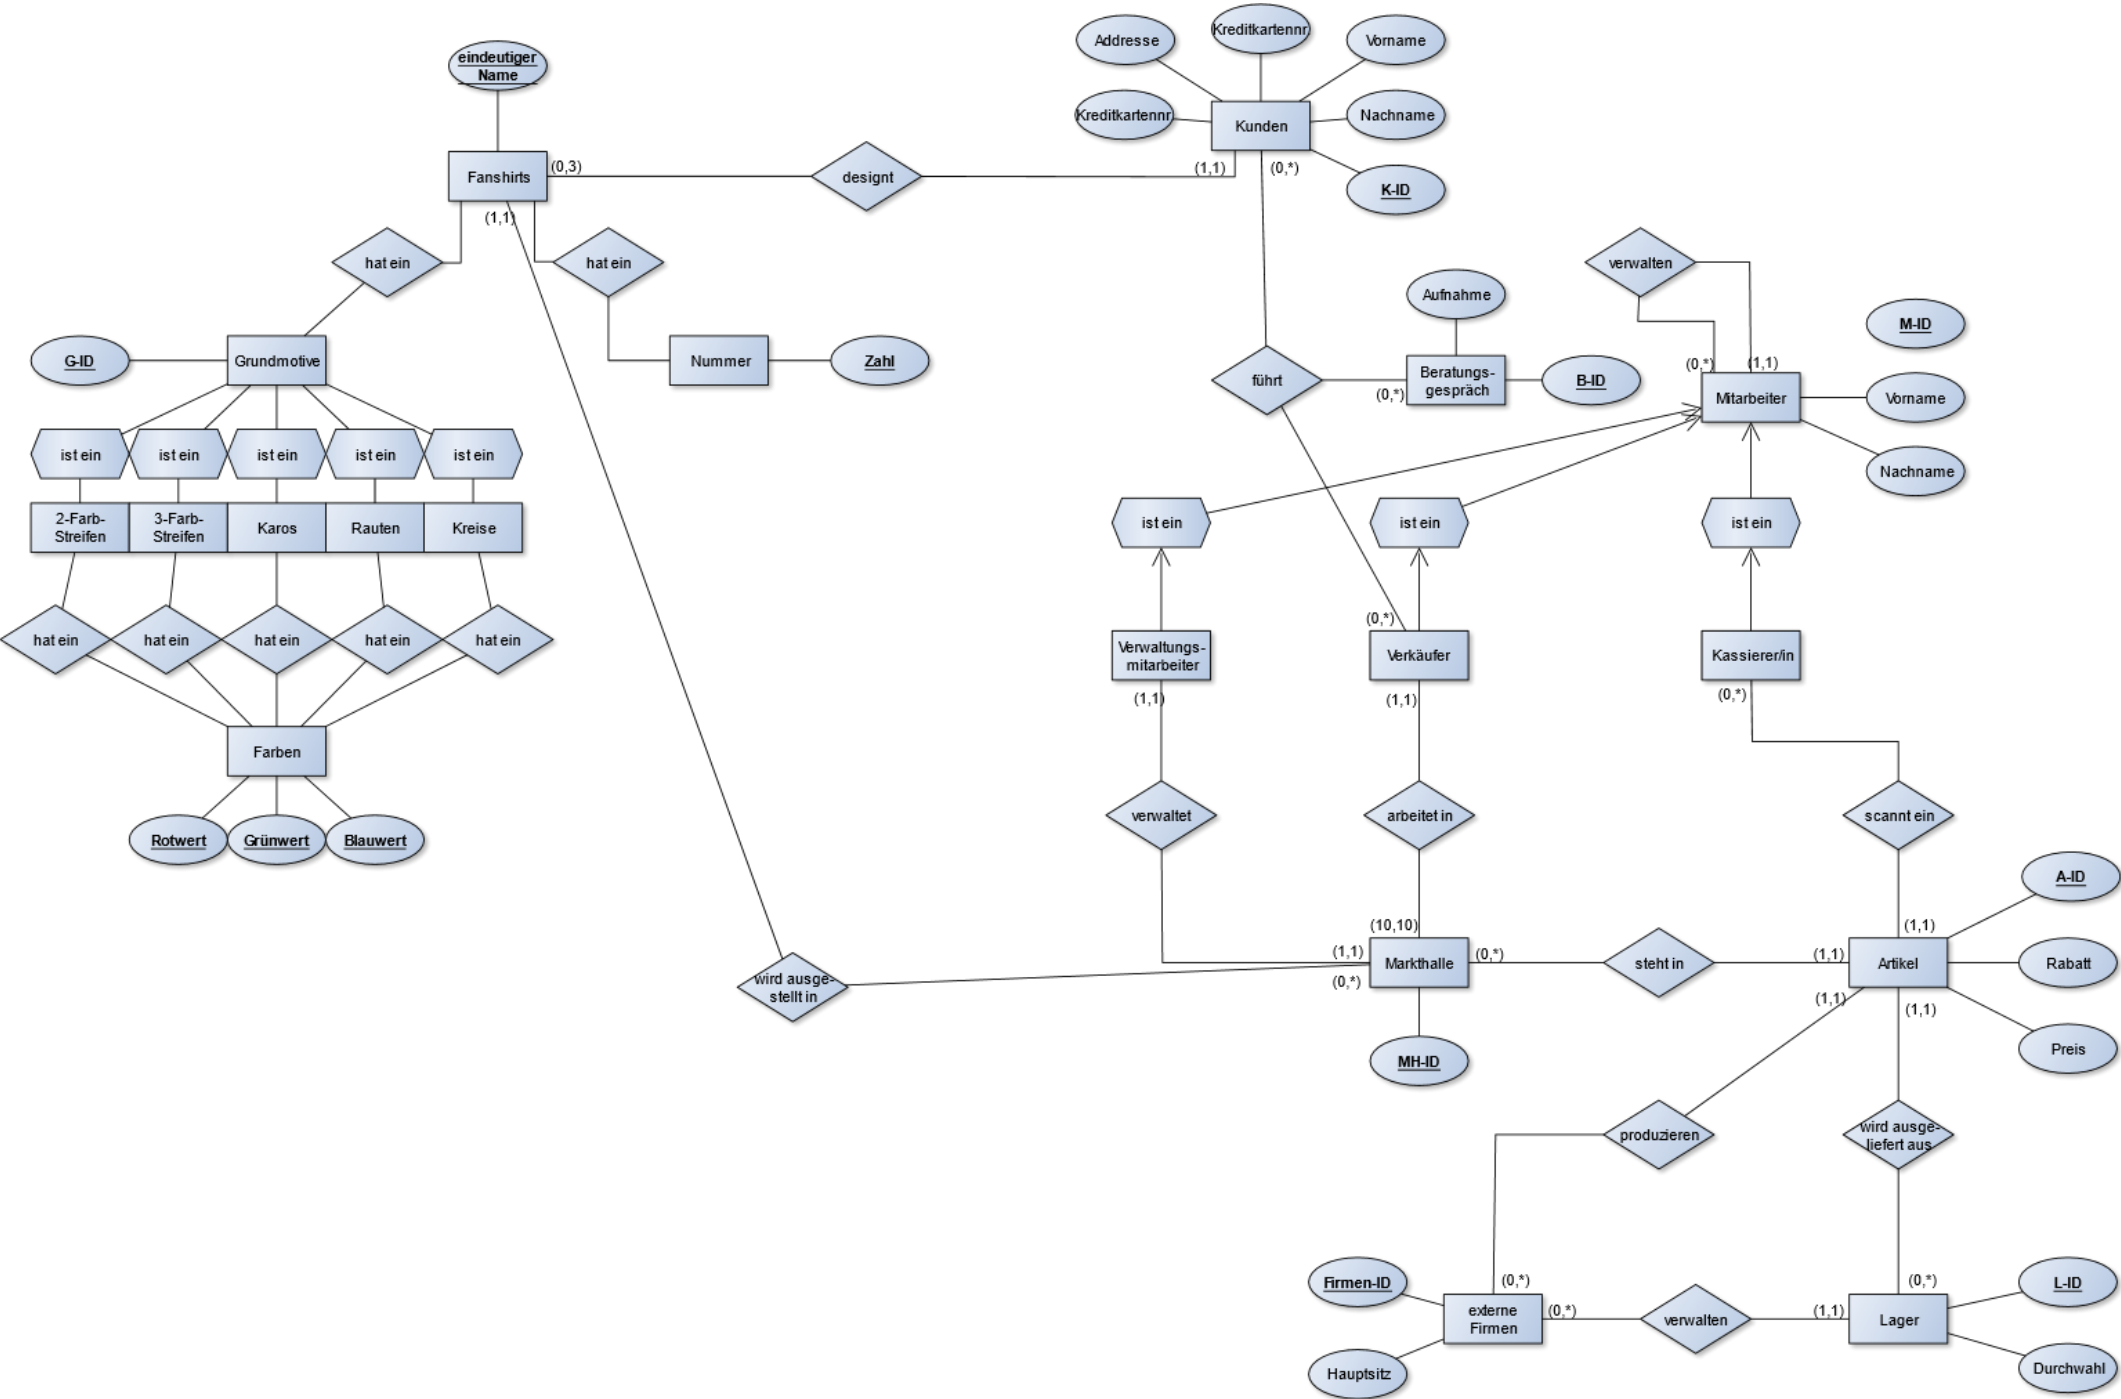 Kreditkartennr.
Addresse
Vorname
eindeutiger
Name
Kreditkartennr.
Kunden
Nachname
Fanshirts
(0,3)
designt
(1,1)
(0,*)
K-ID
(1,1)
hat ein
hat ein
verwalten
Aufnahme
M-ID
G-ID
Grundmotive
Nummer
Zahl
führt
(0,*)
Beratungs-
gespräch
B-ID
(0,*)
(1,1)
Mitarbeiter
Vorname
Nachname
ist ein
ist ein
ist ein
ist ein
ist ein
2-Farb-
Streifen
3-Farb-
Streifen
Karos
Rauten
Kreise
ist ein
ist ein
ist ein
hat ein
hat ein
hat ein
hat ein
hat ein
(0,*)
Verwaltungs-
mitarbeiter
Verkäufer
Kassierer/in
(1,1)
(1,1)
(0,*)
Farben
Rotwert
Grünwert
Blauwert
verwaltet
arbeitet in
scannt ein
A-ID
(10,10)
(1,1)
(1,1)
Markthalle
(0,*)
steht in
(1,1)
Artikel
Rabatt
wird ausge-
stellt in
(0,*)
(1,1)
(1,1)
MH-ID
Preis
produzieren
wird ausge-
liefert aus
Firmen-ID
(0,*)
(0,*)
L-ID
externe
Firmen
(0,*)
verwalten
(1,1)
Lager
Hauptsitz
Durchwahl